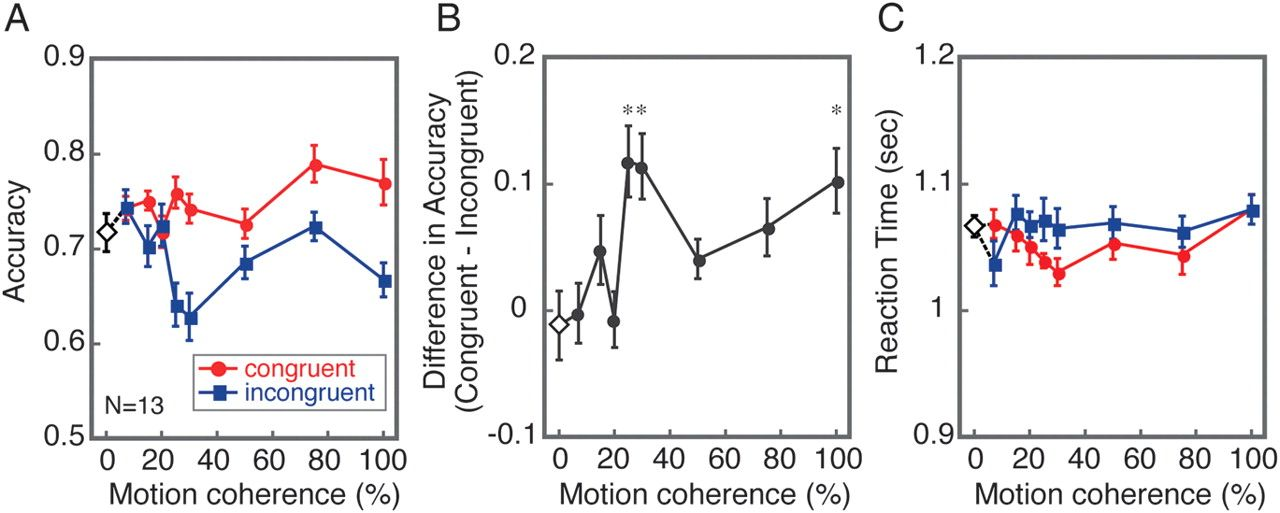 A
0.9
0.8
0.7
0.6
0.5
Accuracy
congruent
incongruent
N=13
0 20 40 60 80 100
Motion coherence (%)
B
0.2
0.1
0
-0.1
Difference in Accuracy
(Congruent - Incongruent)
**
*
0 20 40 60 80 100
Motion coherence (%)
C
1.2
1.10
1
0.9
Reaction Time (sec)
0 20 40 60 80 100
Motion coherence (%)